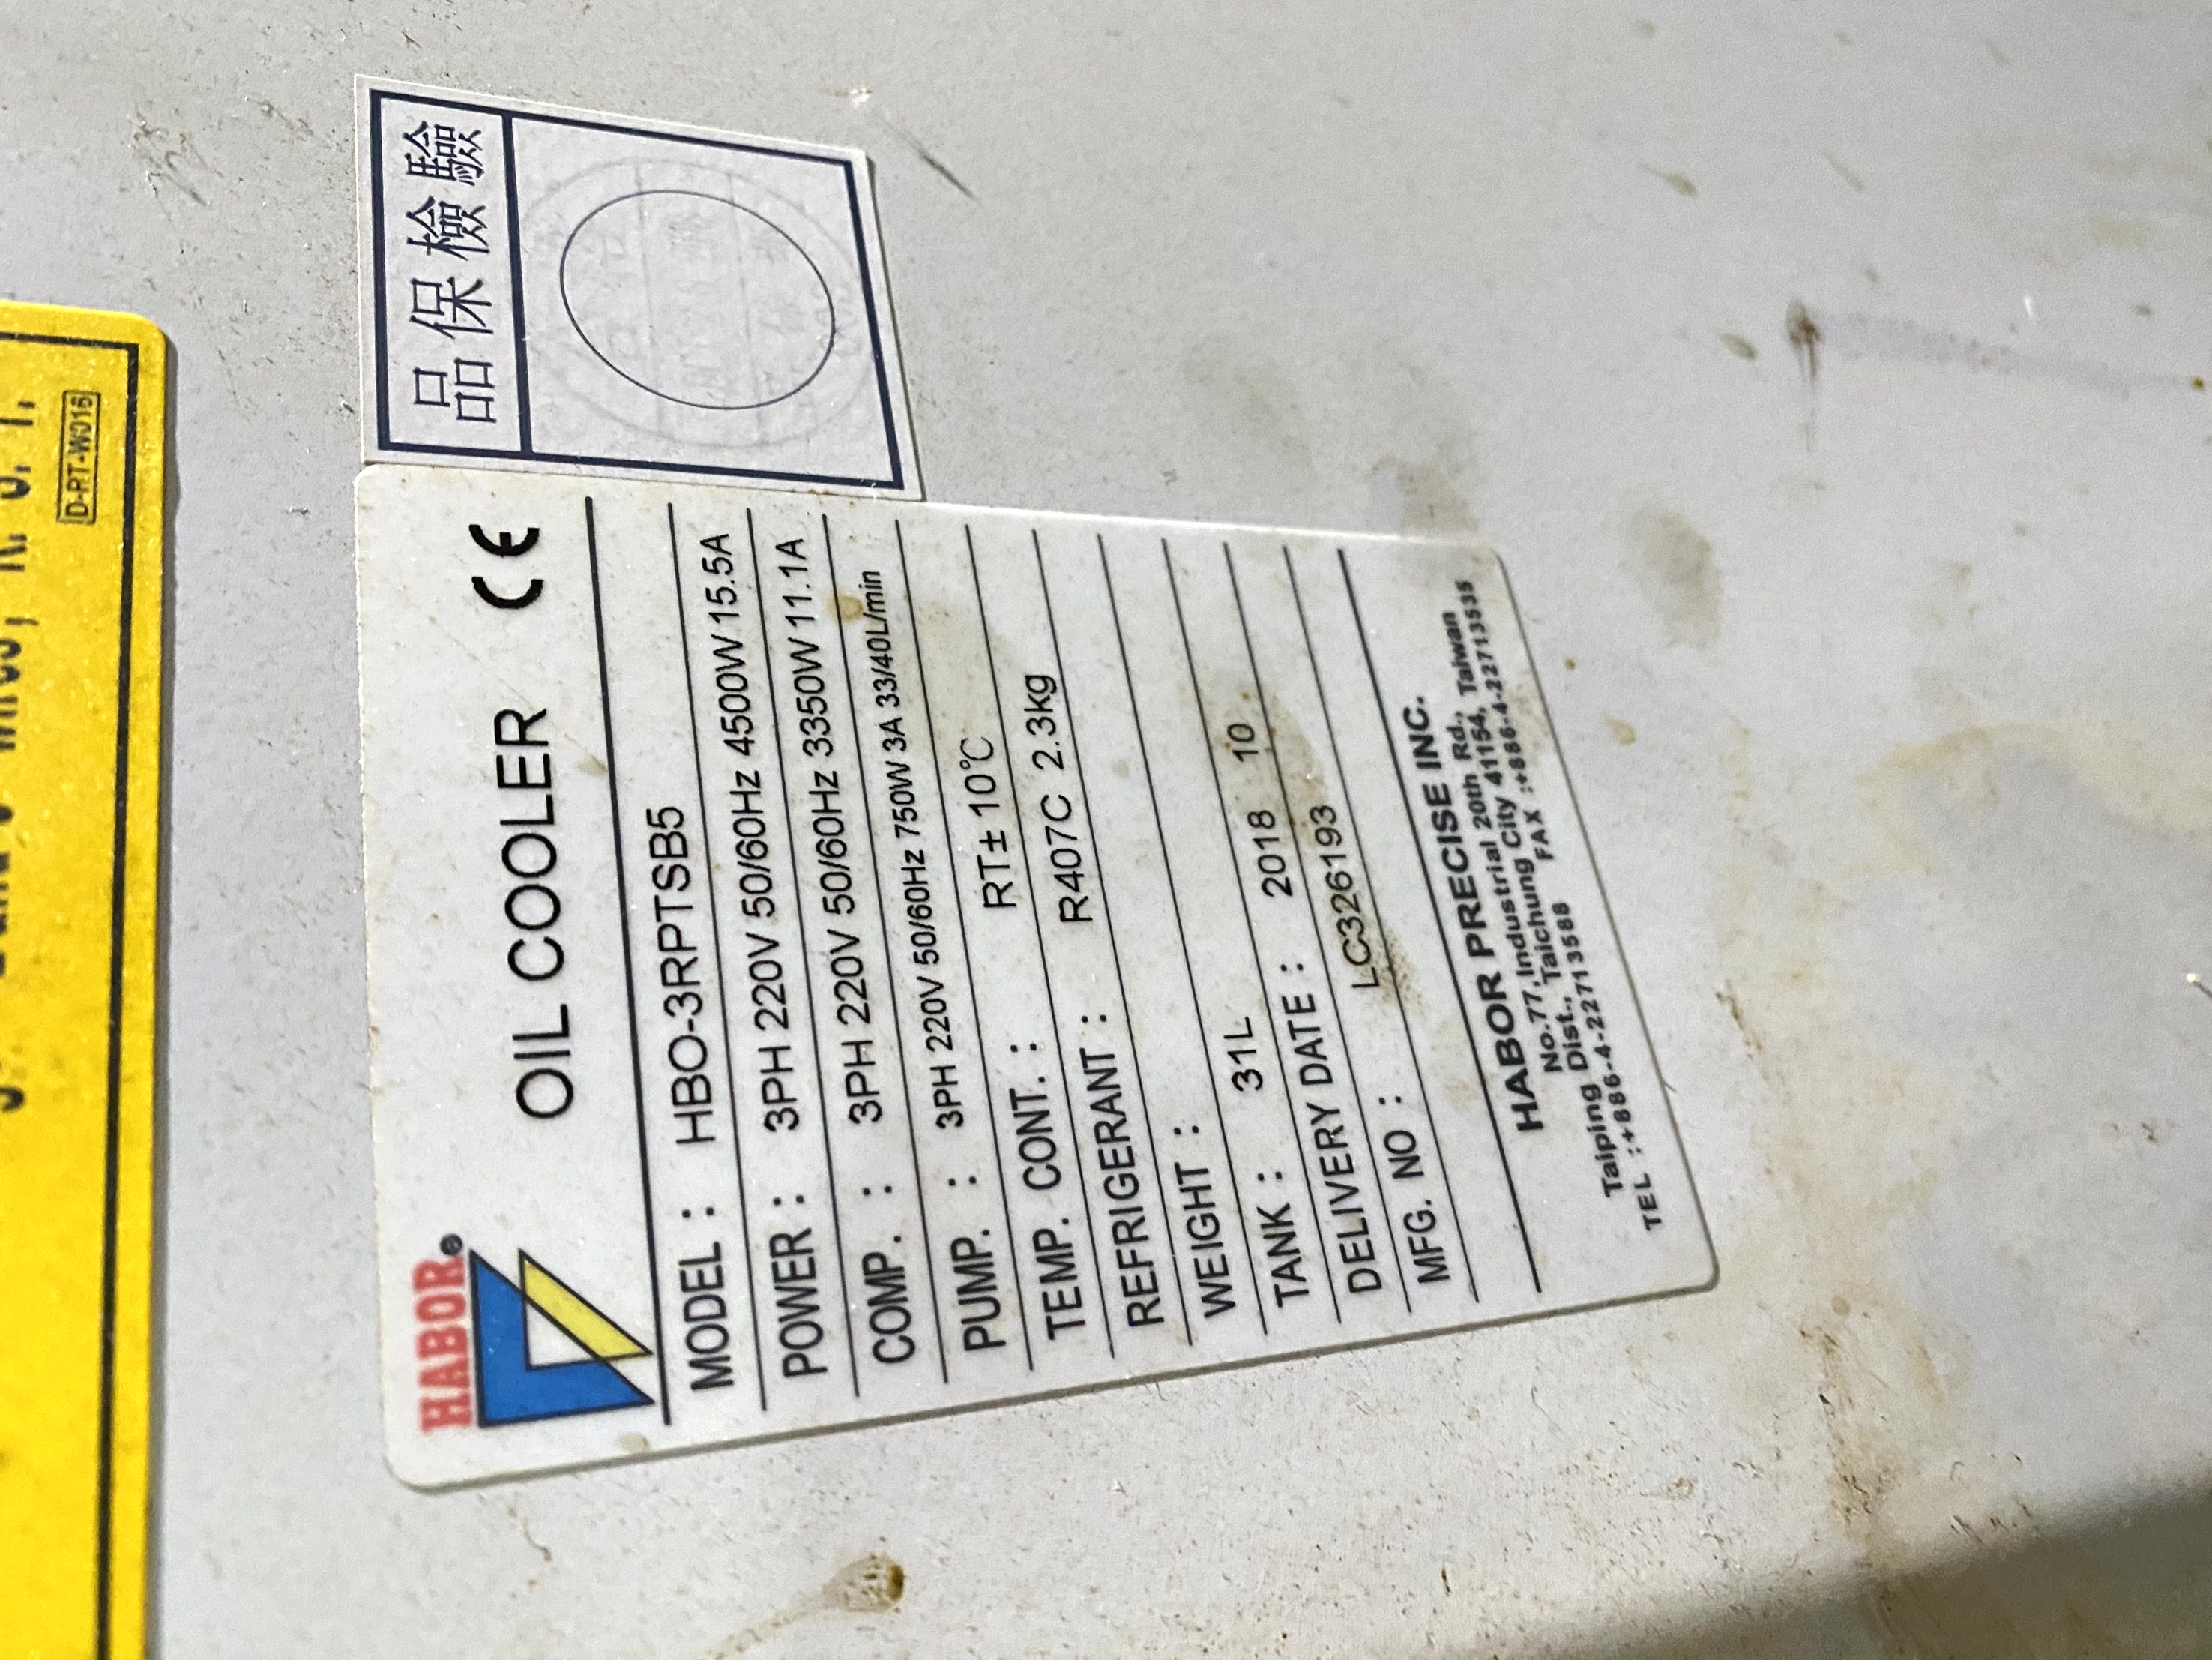 wires, R. S. T.
D-RT-W016
HABOR®
OIL COOLER CE
MODEL : HBO-3RPTSB5
POWER : 3PH 220V 50/60Hz 4500W 15.5A
COMP. : 3PH 220V 50/60Hz 3350W 11.1A
PUMP. : 3PH 220V 50/60Hz 750W 3A 33/40L/min
TEMP. CONT. : RT± 10℃
REFRIGERANT : R407C 2.3kg
WEIGHT :
TANK : 31L
DELIVERY DATE : 2018 10
MFG. NO : LC326193
HABOR PRECISE INC.
No.77,Industrial 20th Rd.,
Taiping Dist., Taichung City 41154, Taiwan
TEL :+886-4-22713588 FAX :+886-4-22713535
品保檢驗